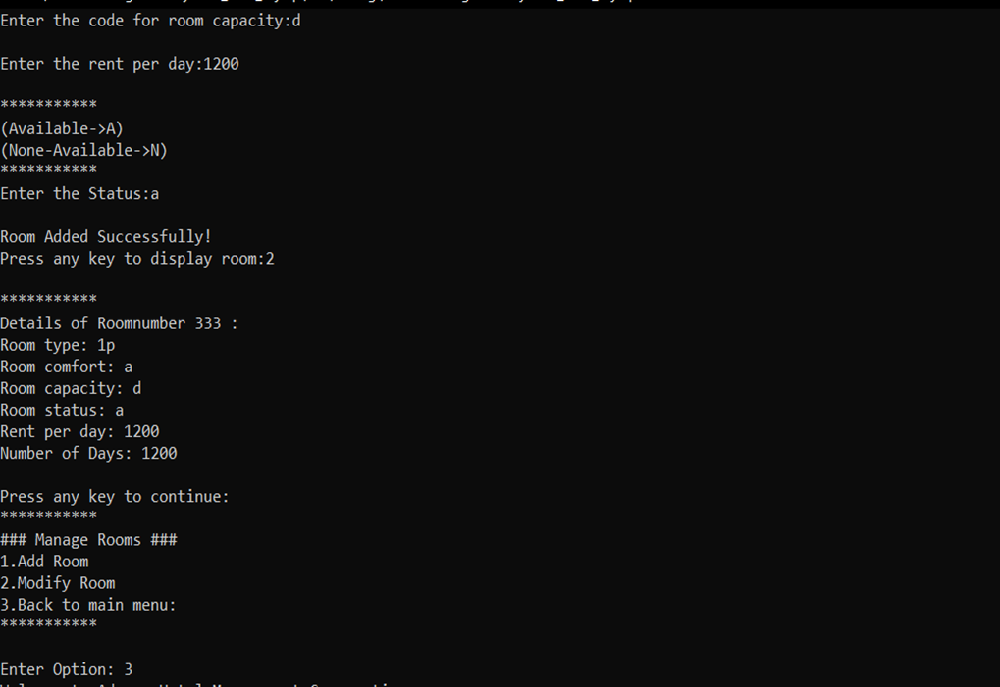 Enter the code for room capacity:d
Enter the rent per day:1200
***********
(Available->A)
(None-Available->N)
***********
Enter the Status:a
Room Added Successfully!
Press any key to display room:2
***********
Details of Roomnumber 333 :
Room type: 1p
Room comfort: a
Room capacity: d
Room status: a
Rent per day: 1200
Number of Days: 1200
Press any key to continue:
***********
### Manage Rooms ###
1.Add Room
2.Modify Room
3.Back to main menu:
***********
Enter Option: 3